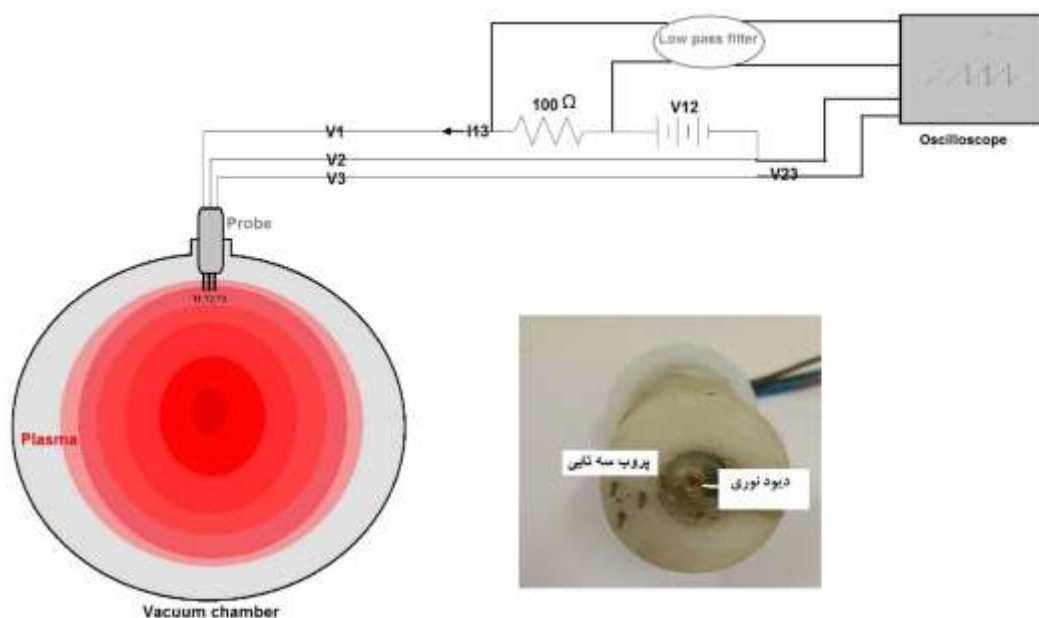 Low pass filter
100 Ω
V12
V1
I13
Oscilloscope
V2
V3
V23
Probe
Plasma
پروب سه تایی
دیود نوری
Vacuum chamber